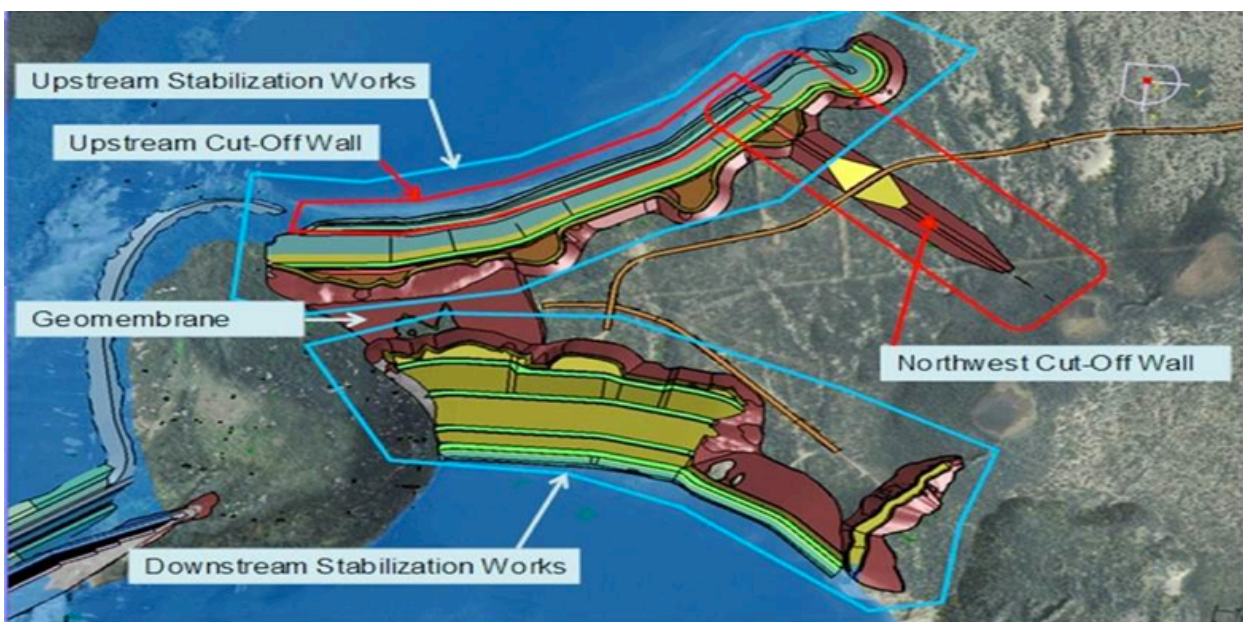 Upstream Stabilization Works
Upstream Cut-Off Wall
Geomembrane
Northwest Cut-Off Wall
Downstream Stabilization Works